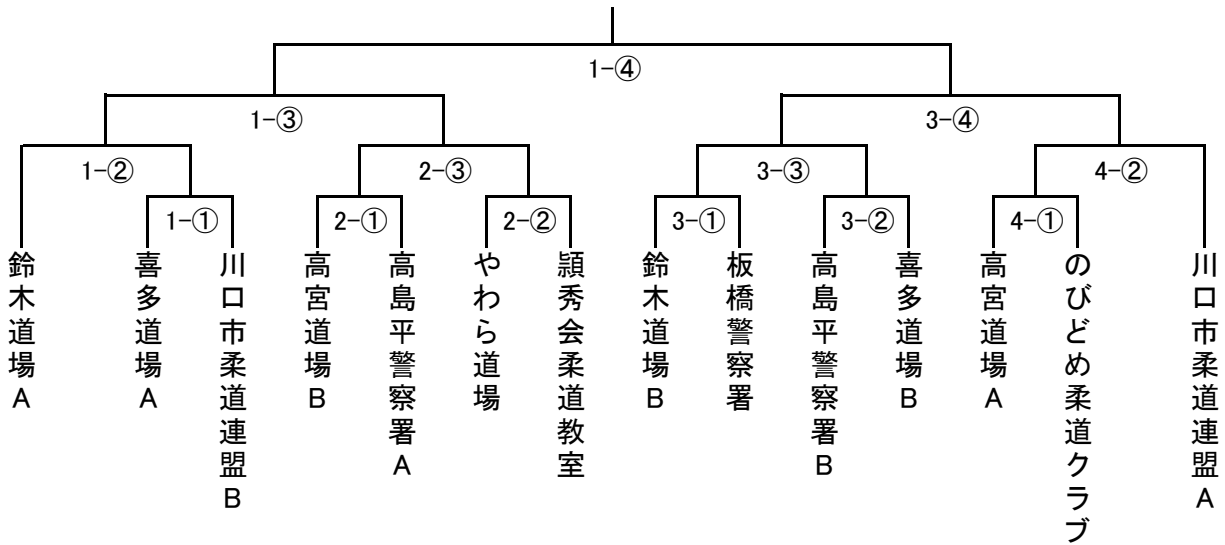 1-④
1-③
3-④
1-②
2-③
3-③
4-②
1-①
2-①
2-②
3-①
3-②
4-①
鈴木道場A
喜多道場A
川口市柔道連盟B
高宮道場B
高島平警察署A
やわら道場
頴秀会柔道教室
鈴木道場B
板橋警察署
高島平警察署B
喜多道場B
高宮道場A
のびどめ柔道クラブ
川口市柔道連盟A